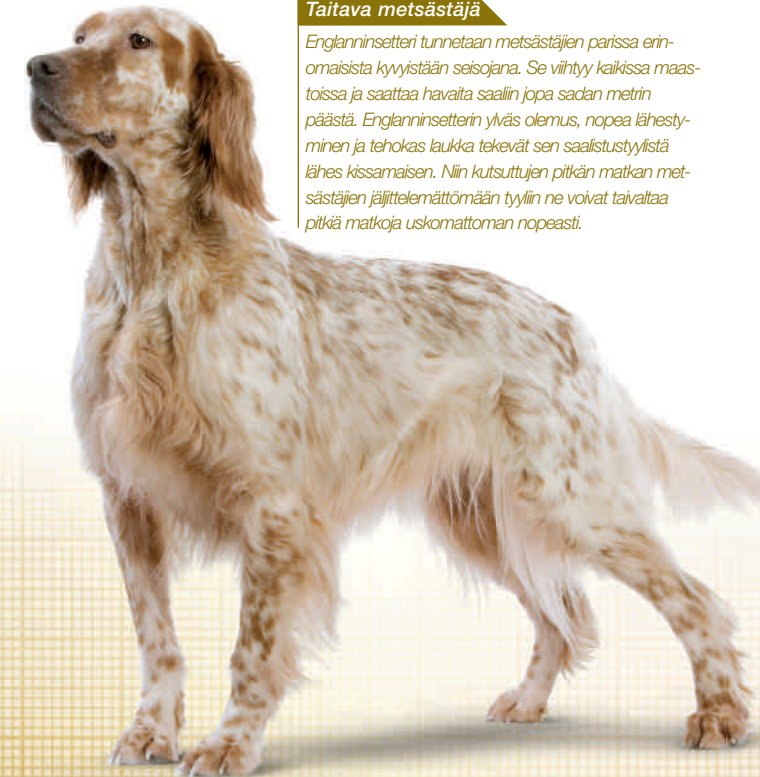 Taitava metsästäjä
Englanninsetteri tunnetaan metsästäjien parissa erin-
omaisista kyvyistään seisojana. Se viihtyy kaikissa maas-
toissa ja saattaa havaita saaliin jopa sadan metrin
päästä. Englanninsetterin ylväs olemus, nopea lähesty-
minen ja tehokas laukka tekevät sen saalistustyylistä
lähes kissamaisen. Niin kutsuttujen pitkän matkan met-
sästäjien jäljittelemättömään tyyliin ne voivat taivaltaa
pitkiä matkoja uskomattoman nopeasti.